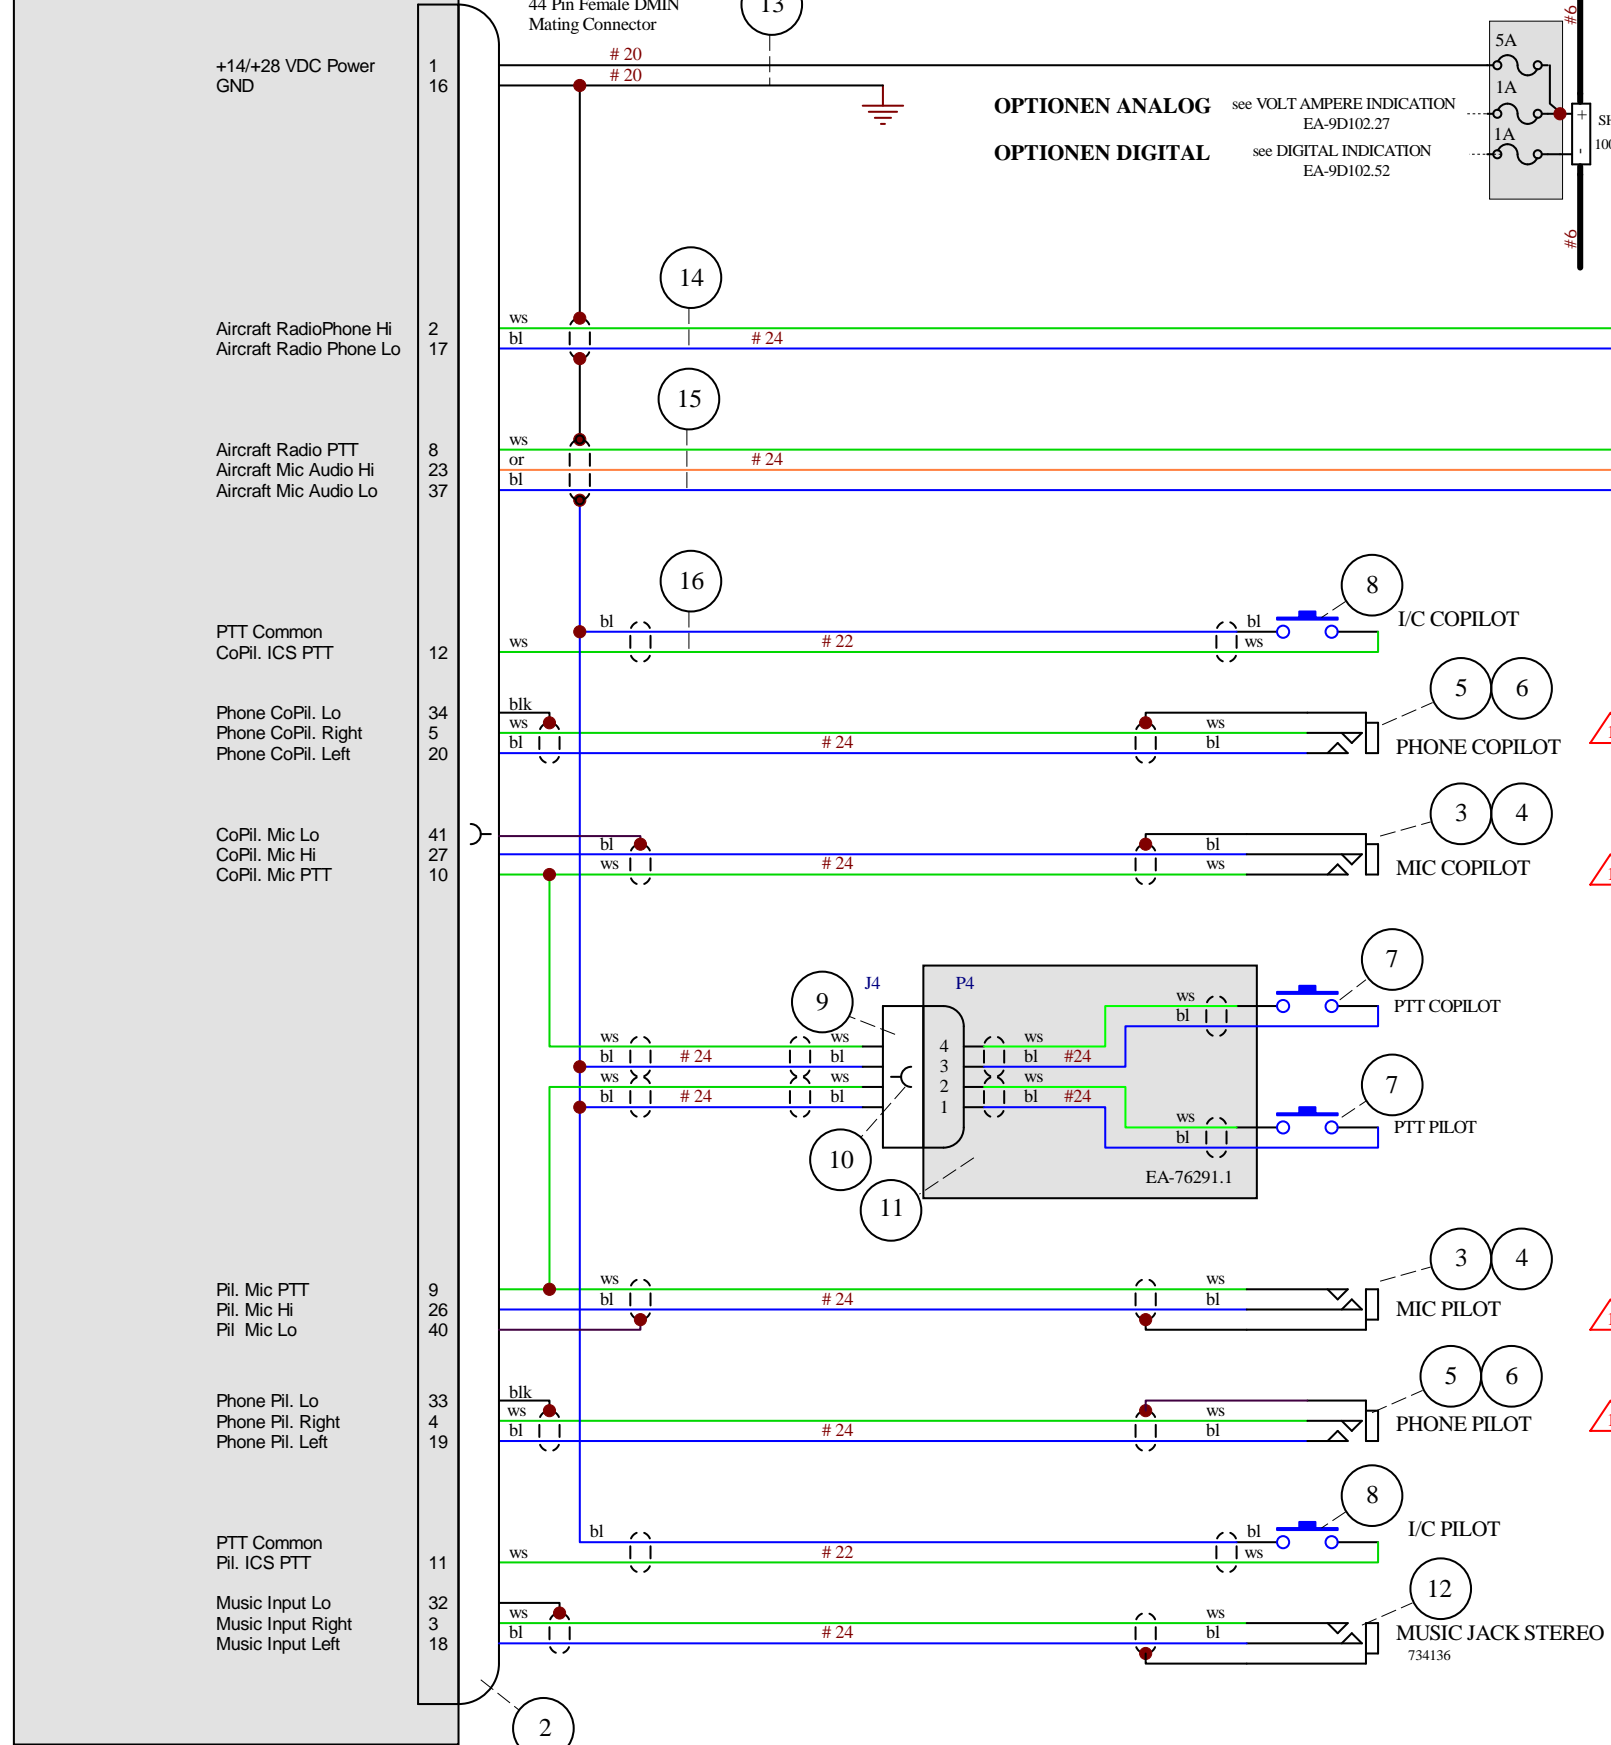 44 Pin Female DMIN
Mating Connector
13
#6
# 20
# 20
+14/+28 VDC Power 1
GND 16
5A
1A
1A
+
-
OPTIONEN ANALOG see VOLT AMPERE INDICATION
EA-9D102.27
OPTIONEN DIGITAL see DIGITAL INDICATION
EA-9D102.52
#6
14
Aircraft RadioPhone Hi 2 ws
Aircraft Radio Phone Lo 17 bl # 24
15
Aircraft Radio PTT 8 ws
Aircraft Mic Audio Hi 23 or # 24
Aircraft Mic Audio Lo 37 bl
16
8
I/C COPILOT
PTT Common bl bl
CoPil. ICS PTT 12 ws # 22 ws
5 6
Phone CoPil. Lo 34 blk
Phone CoPil. Right 5 ws ws
Phone CoPil. Left 20 bl # 24 bl
PHONE COPILOT
3 4
CoPil. Mic Lo 41
CoPil. Mic Hi 27 bl bl
CoPil. Mic PTT 10 ws # 24 ws
MIC COPILOT
7
9
J4 P4
ws
bl
PTT COPILOT
ws ws 4 ws
bl # 24 bl 3 bl #24
ws ws 2 ws
bl # 24 bl 1 bl #24
7
ws
bl
PTT PILOT
10
EA-76291.1
11
3 4
Pil. Mic PTT 9 ws ws
Pil. Mic Hi 26 bl # 24 bl
Pil Mic Lo 40
MIC PILOT
5 6
Phone Pil. Lo 33 blk
Phone Pil. Right 4 ws ws
Phone Pil. Left 19 bl # 24 bl
PHONE PILOT
8
I/C PILOT
PTT Common bl bl
Pil. ICS PTT 11 ws # 22 ws
12
Music Input Lo 32
Music Input Right 3 ws ws
Music Input Left 18 bl # 24 bl
MUSIC JACK STEREO
734136
2